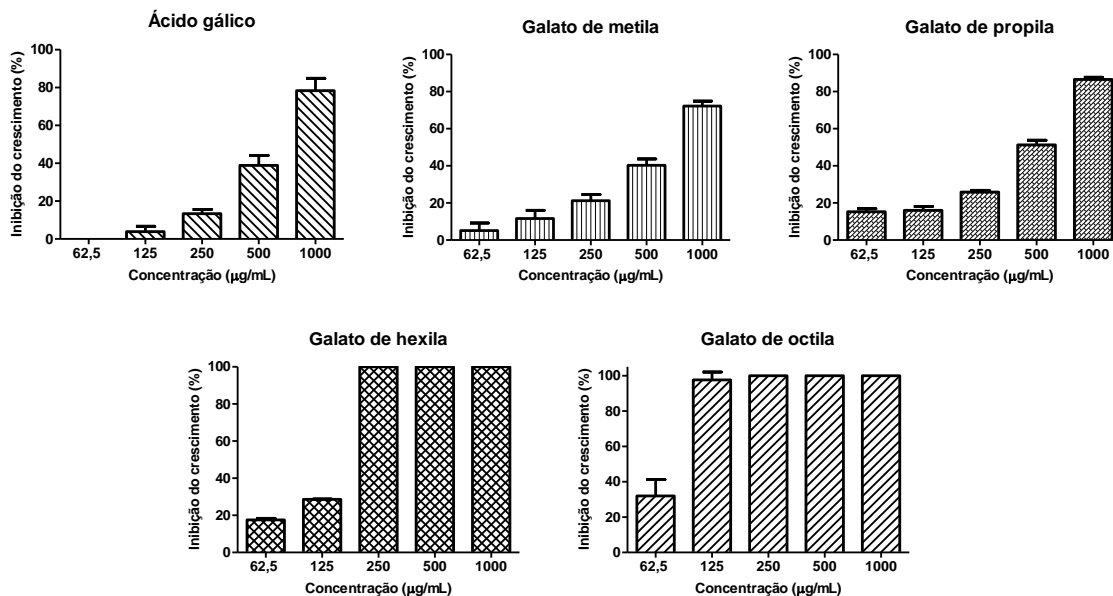 Ácido gálico
Inibição do crescimento (%)
100
80
60
40
20
0
62,5 125 250 500 1000
Concentração (µg/mL)
Galato de metila
Inibição do crescimento (%)
100
80
60
40
20
0
62,5 125 250 500 1000
Concentração (µg/mL)
Galato de propila
Inibição do crescimento (%)
100
80
60
40
20
0
62,5 125 250 500 1000
Concentração (µg/mL)
Galato de hexila
Inibição do crescimento (%)
100
80
60
40
20
0
62,5 125 250 500 1000
Concentração (µg/mL)
Galato de octila
Inibição do crescimento (%)
100
80
60
40
20
0
62,5 125 250 500 1000
Concentração (µg/mL)